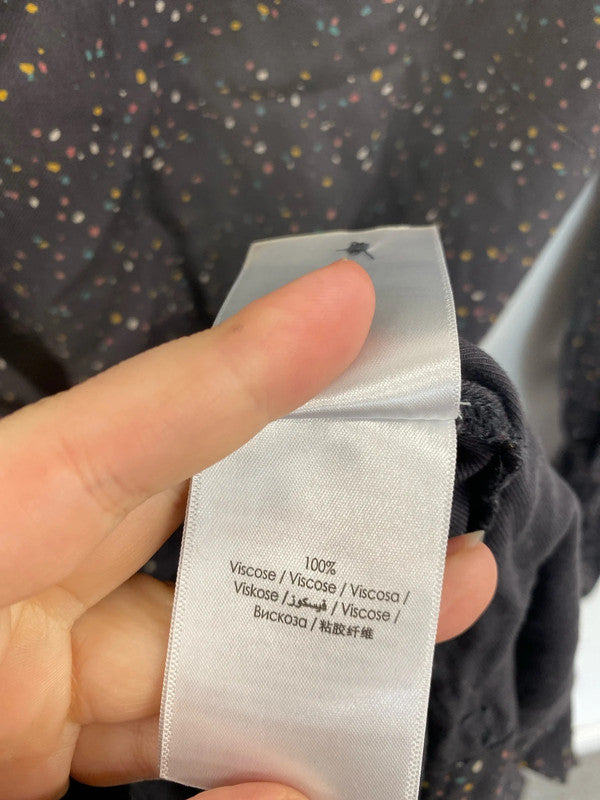 100%
Viscose / Viscose / Viscosa /
Viskose / فيسكوز / Viscose /
Вискоза / 粘胶纤维